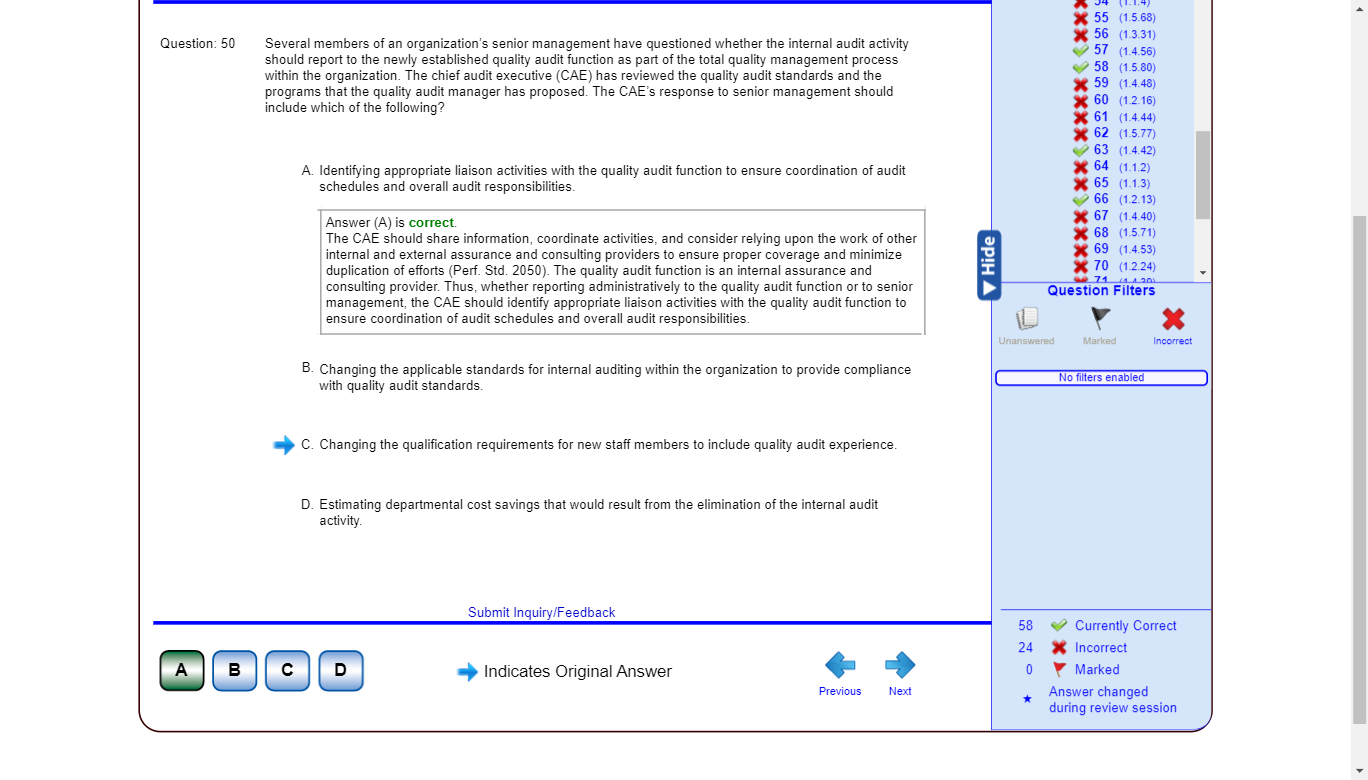 Question: 50
Several members of an organization's senior management have questioned whether the internal audit activity
should report to the newly established quality audit function as part of the total quality management process
within the organization. The chief audit executive (CAE) has reviewed the quality audit standards and the
programs that the quality audit manager has proposed. The CAE's response to senior management should
include which of the following?
A. Identifying appropriate liaison activities with the quality audit function to ensure coordination of audit
schedules and overall audit responsibilities.
Answer (A) is correct.
The CAE should share information, coordinate activities, and consider relying upon the work of other
internal and external assurance and consulting providers to ensure proper coverage and minimize
duplication of efforts (Perf. Std. 2050). The quality audit function is an internal assurance and
consulting provider. Thus, whether reporting administratively to the quality audit function or to senior
management, the CAE should identify appropriate liaison activities with the quality audit function to
ensure coordination of audit schedules and overall audit responsibilities.
B. Changing the applicable standards for internal auditing within the organization to provide compliance
with quality audit standards.
C. Changing the qualification requirements for new staff members to include quality audit experience.
D. Estimating departmental cost savings that would result from the elimination of the internal audit
activity.
Submit Inquiry/Feedback
A B C D
Indicates Original Answer
Previous
Next
54 (1.1.4)
55 (1.5.68)
56 (1.3.31)
57 (1.4.56)
58 (1.5.80)
59 (1.4.48)
60 (1.2.16)
61 (1.4.44)
62 (1.5.77)
63 (1.4.42)
64 (1.1.2)
65 (1.1.3)
66 (1.2.13)
67 (1.4.40)
68 (1.5.71)
69 (1.4.53)
70 (1.2.24)
71
Hide
Question Filters
Unanswered
Marked
Incorrect
No filters enabled
58 Currently Correct
24 Incorrect
0 Marked
Answer changed
during review session